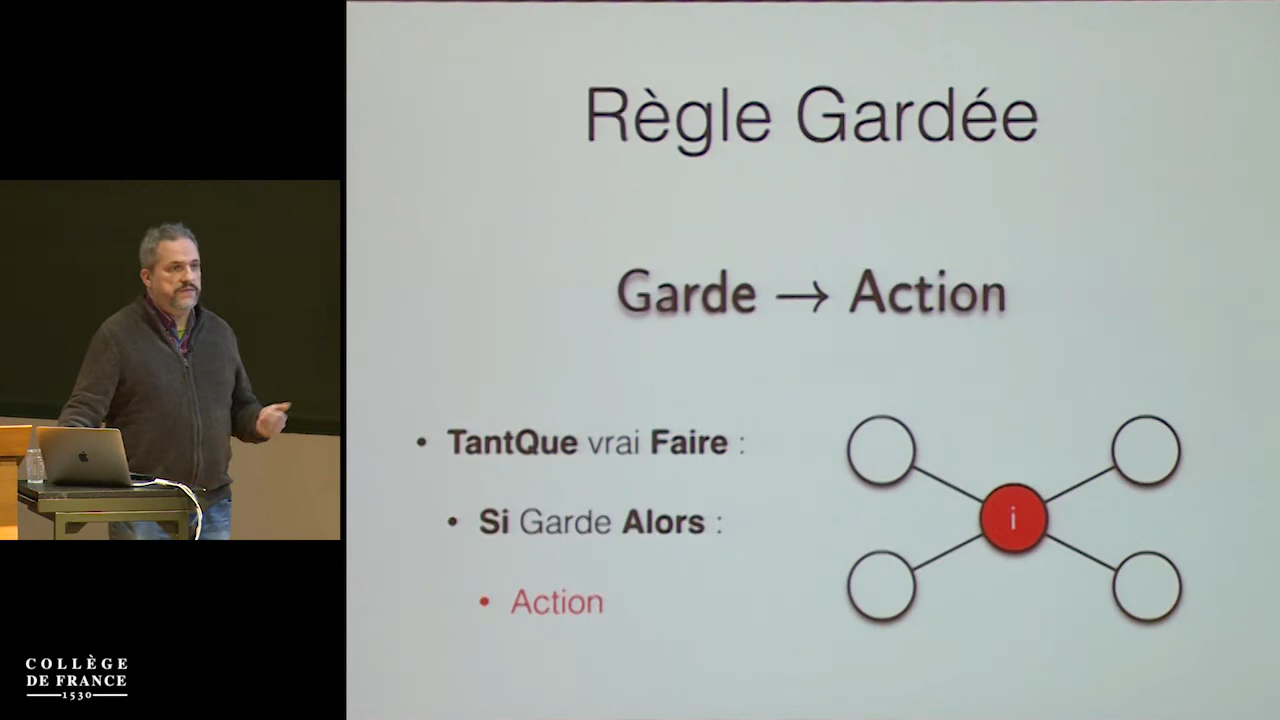 Règle Gardée
Garde → Action
• TantQue vrai Faire :
• Si Garde Alors :
• Action
i
COLLÈGE
DE FRANCE
1530